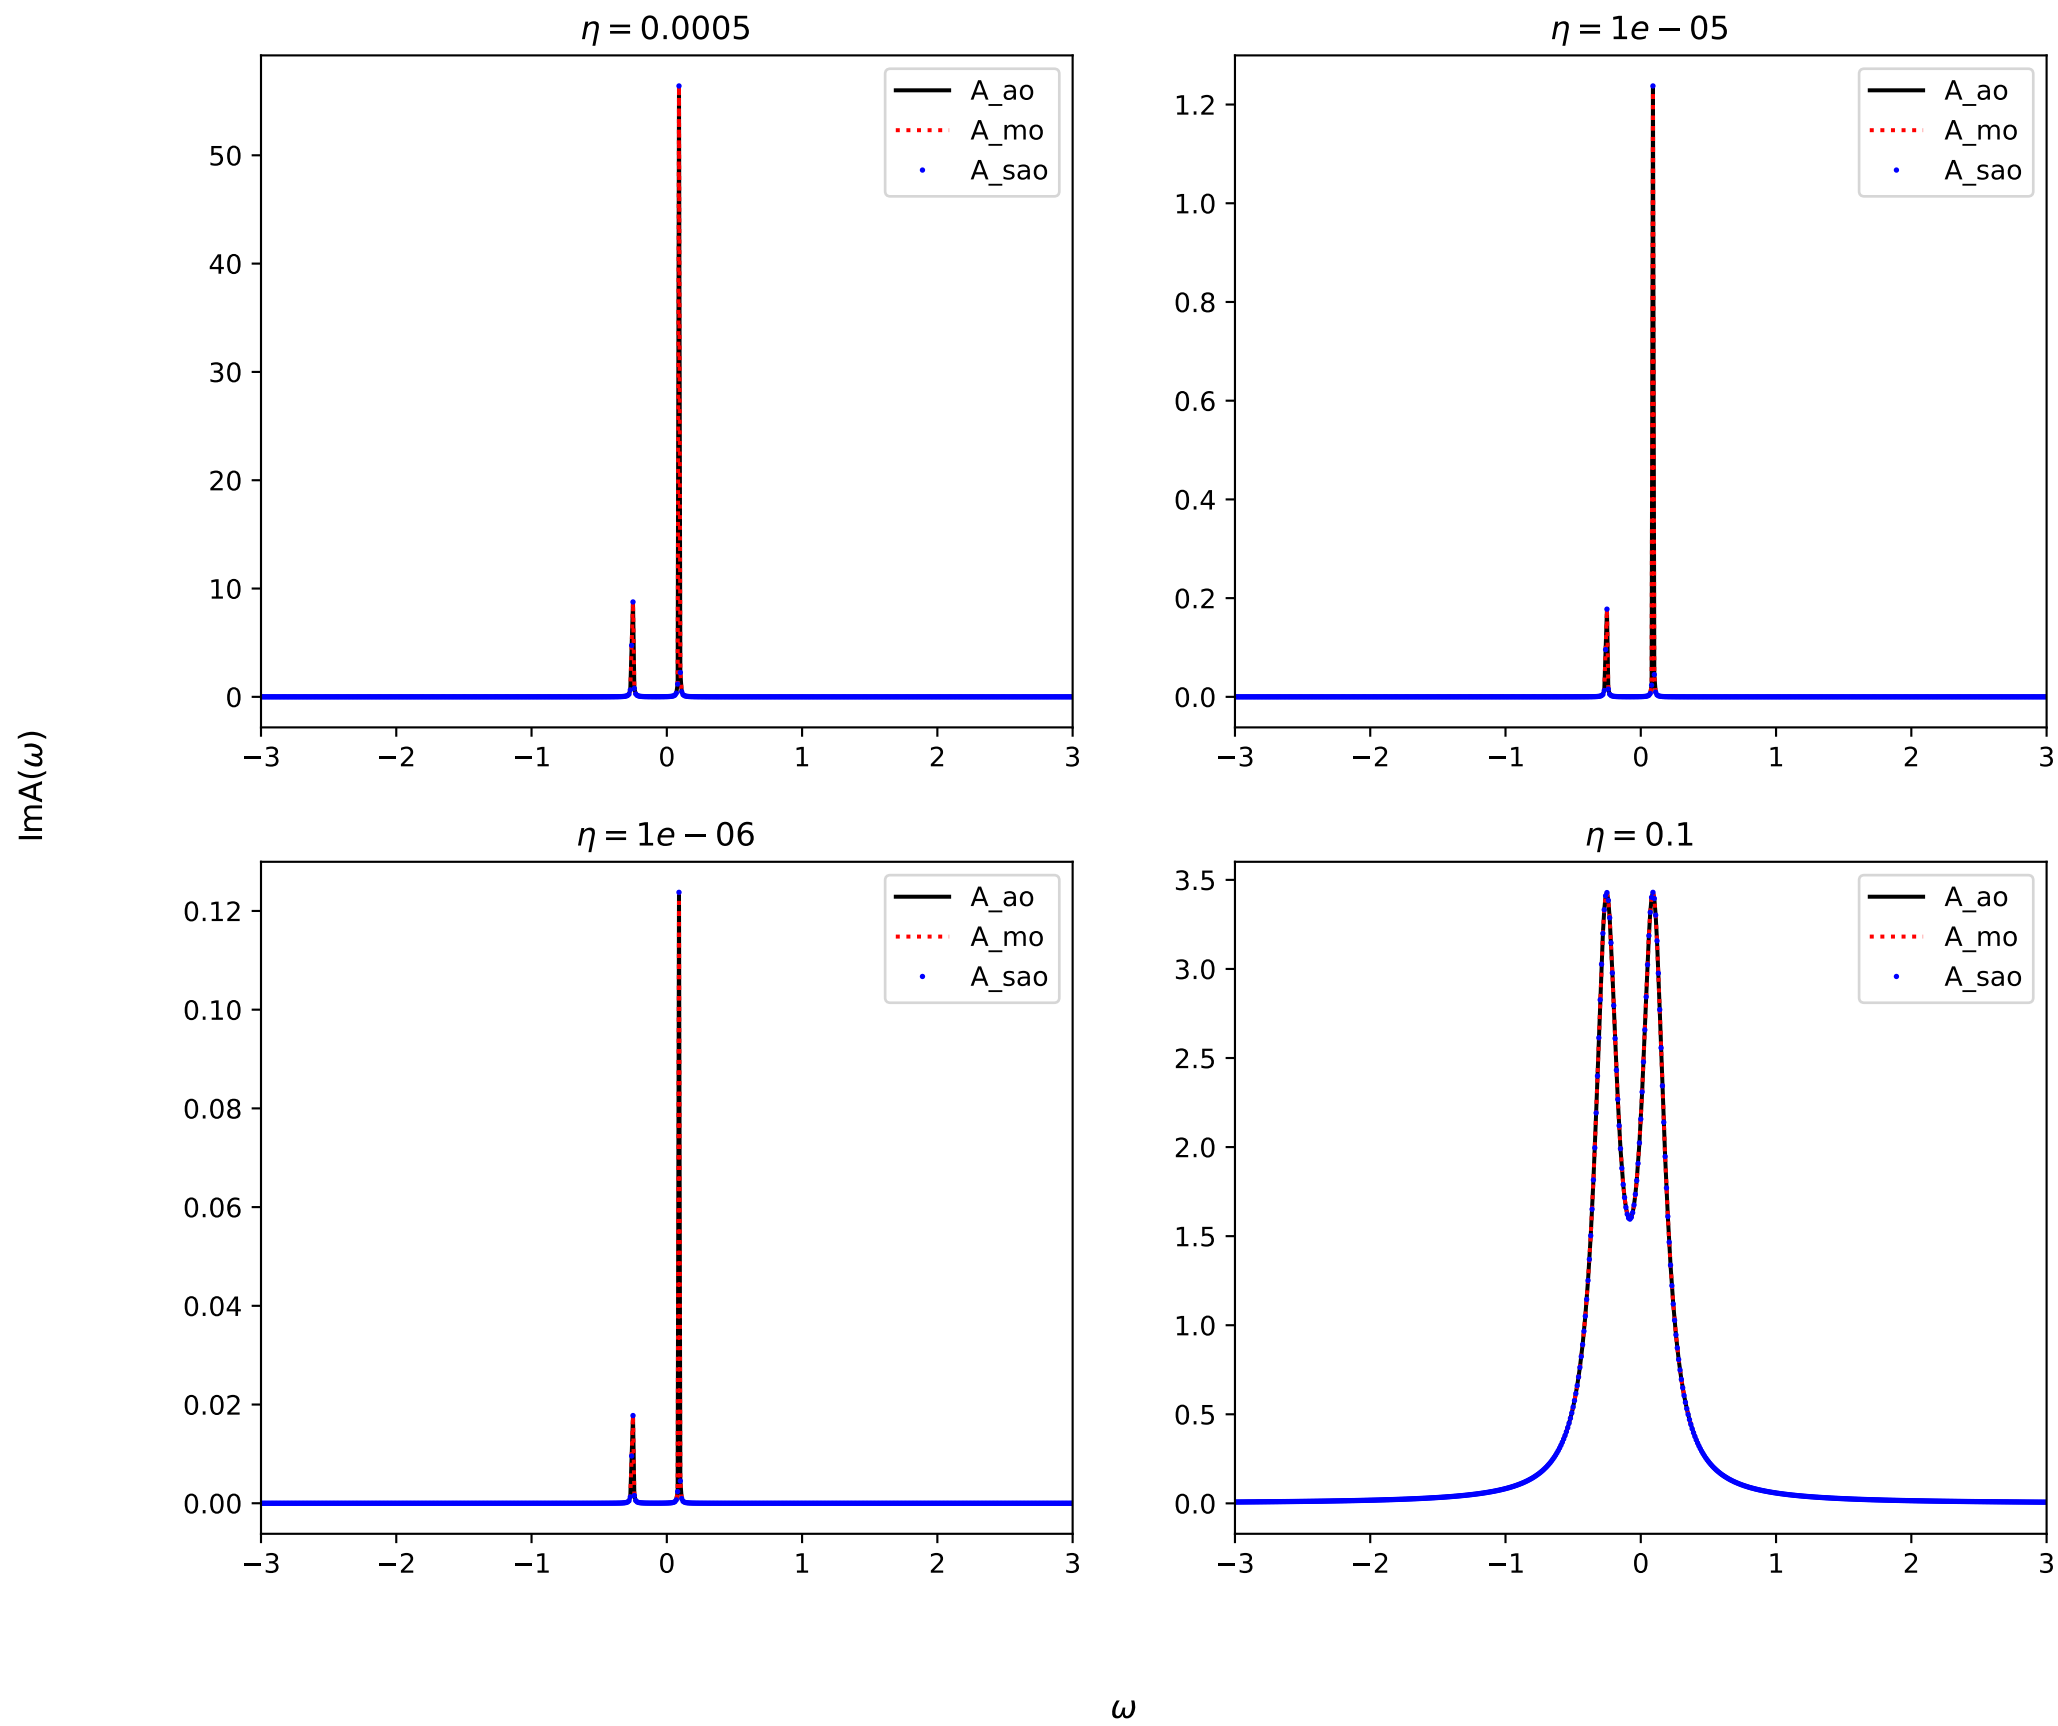 η = 0.0005
50
40
30
20
10
0
−3 −2 −1 0 1 2 3
A_ao
A_mo
A_sao
η = 1e − 05
1.2
1.0
0.8
0.6
0.4
0.2
0.0
−3 −2 −1 0 1 2 3
A_ao
A_mo
A_sao
ImA(ω)
η = 1e − 06
0.12
0.10
0.08
0.06
0.04
0.02
0.00
−3 −2 −1 0 1 2 3
A_ao
A_mo
A_sao
η = 0.1
3.5
3.0
2.5
2.0
1.5
1.0
0.5
0.0
−3 −2 −1 0 1 2 3
A_ao
A_mo
A_sao
ω